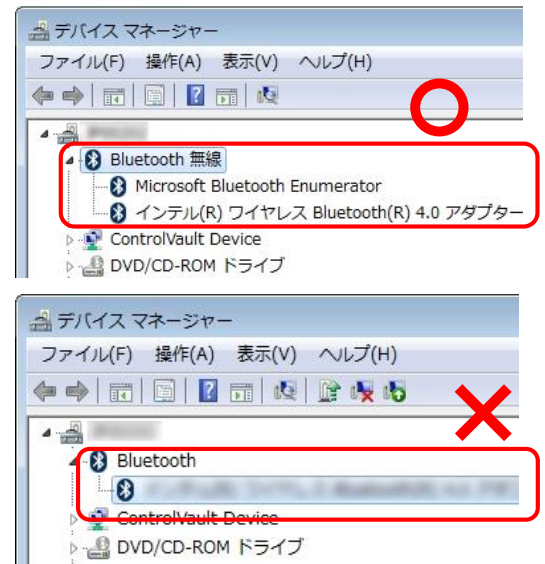 デバイス マネージャー
ファイル(F) 操作(A) 表示(V) ヘルプ(H)
Bluetooth 無線
Microsoft Bluetooth Enumerator
インテル(R) ワイヤレス Bluetooth(R) 4.0 アダプター
ControlVault Device
DVD/CD-ROM ドライブ
デバイス マネージャー
ファイル(F) 操作(A) 表示(V) ヘルプ(H)
Bluetooth
ControlVault Device
DVD/CD-ROM ドライブ